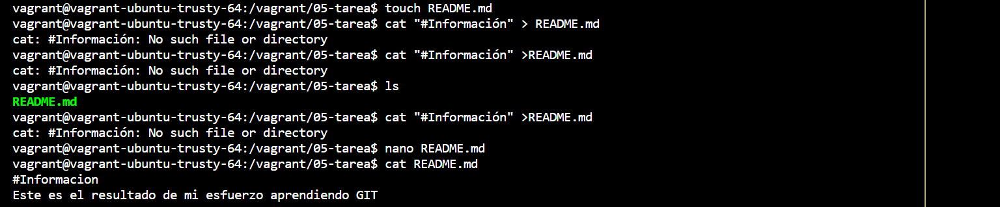 vagrant@vagrant-ubuntu-trusty-64:/vagrant/05-tarea$ touch README.md
vagrant@vagrant-ubuntu-trusty-64:/vagrant/05-tarea$ cat "#Información" > README.md
cat: #Información: No such file or directory
vagrant@vagrant-ubuntu-trusty-64:/vagrant/05-tarea$ cat "#Información" >README.md
cat: #Información: No such file or directory
vagrant@vagrant-ubuntu-trusty-64:/vagrant/05-tarea$ ls
README.md
vagrant@vagrant-ubuntu-trusty-64:/vagrant/05-tarea$ cat "#Información" >README.md
cat: #Información: No such file or directory
vagrant@vagrant-ubuntu-trusty-64:/vagrant/05-tarea$ nano README.md
vagrant@vagrant-ubuntu-trusty-64:/vagrant/05-tarea$ cat README.md
#Informacion
Este es el resultado de mi esfuerzo aprendiendo GIT